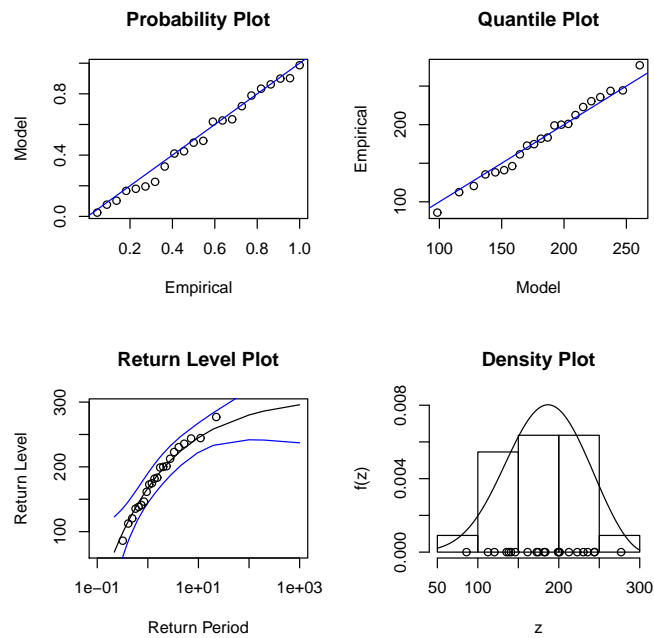 Probability Plot
Model
0.0 0.4 0.8
0.2 0.4 0.6 0.8 1.0
Empirical
Quantile Plot
Empirical
100 200
100 150 200 250
Model
Return Level Plot
Return Level
100 200 300
1e−01 1e+01 1e+03
Return Period
Density Plot
f(z)
0.000 0.004 0.008
50 100 200 300
z